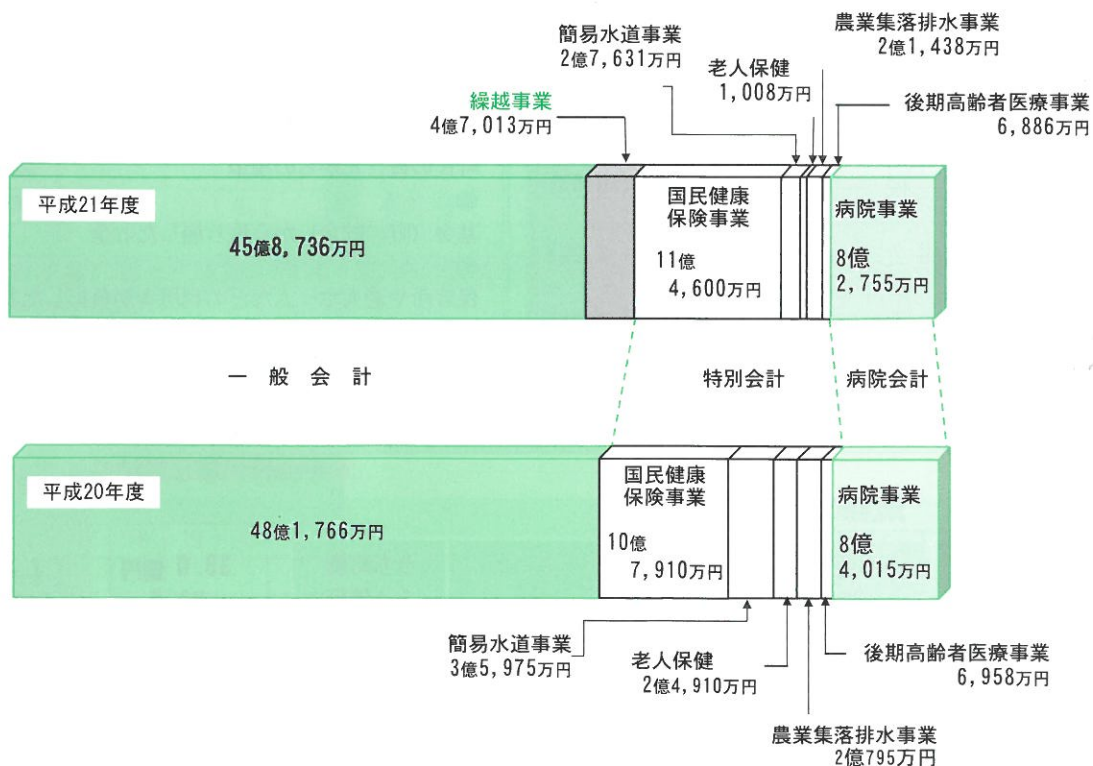 簡易水道事業
2億7,631万円
農業集落排水事業
2億1,438万円
老人保健
1,008万円
繰越事業
4億7,013万円
後期高齢者医療事業
6,886万円
平成21年度
45億8,736万円
国民健康
保険事業
11億
4,600万円
病院事業
8億
2,755万円
一般会計
特別会計
病院会計
平成20年度
48億1,766万円
国民健康
保険事業
10億
7,910万円
病院事業
8億
4,015万円
簡易水道事業
3億5,975万円
老人保健
2億4,910万円
後期高齢者医療事業
6,958万円
農業集落排水事業
2億795万円